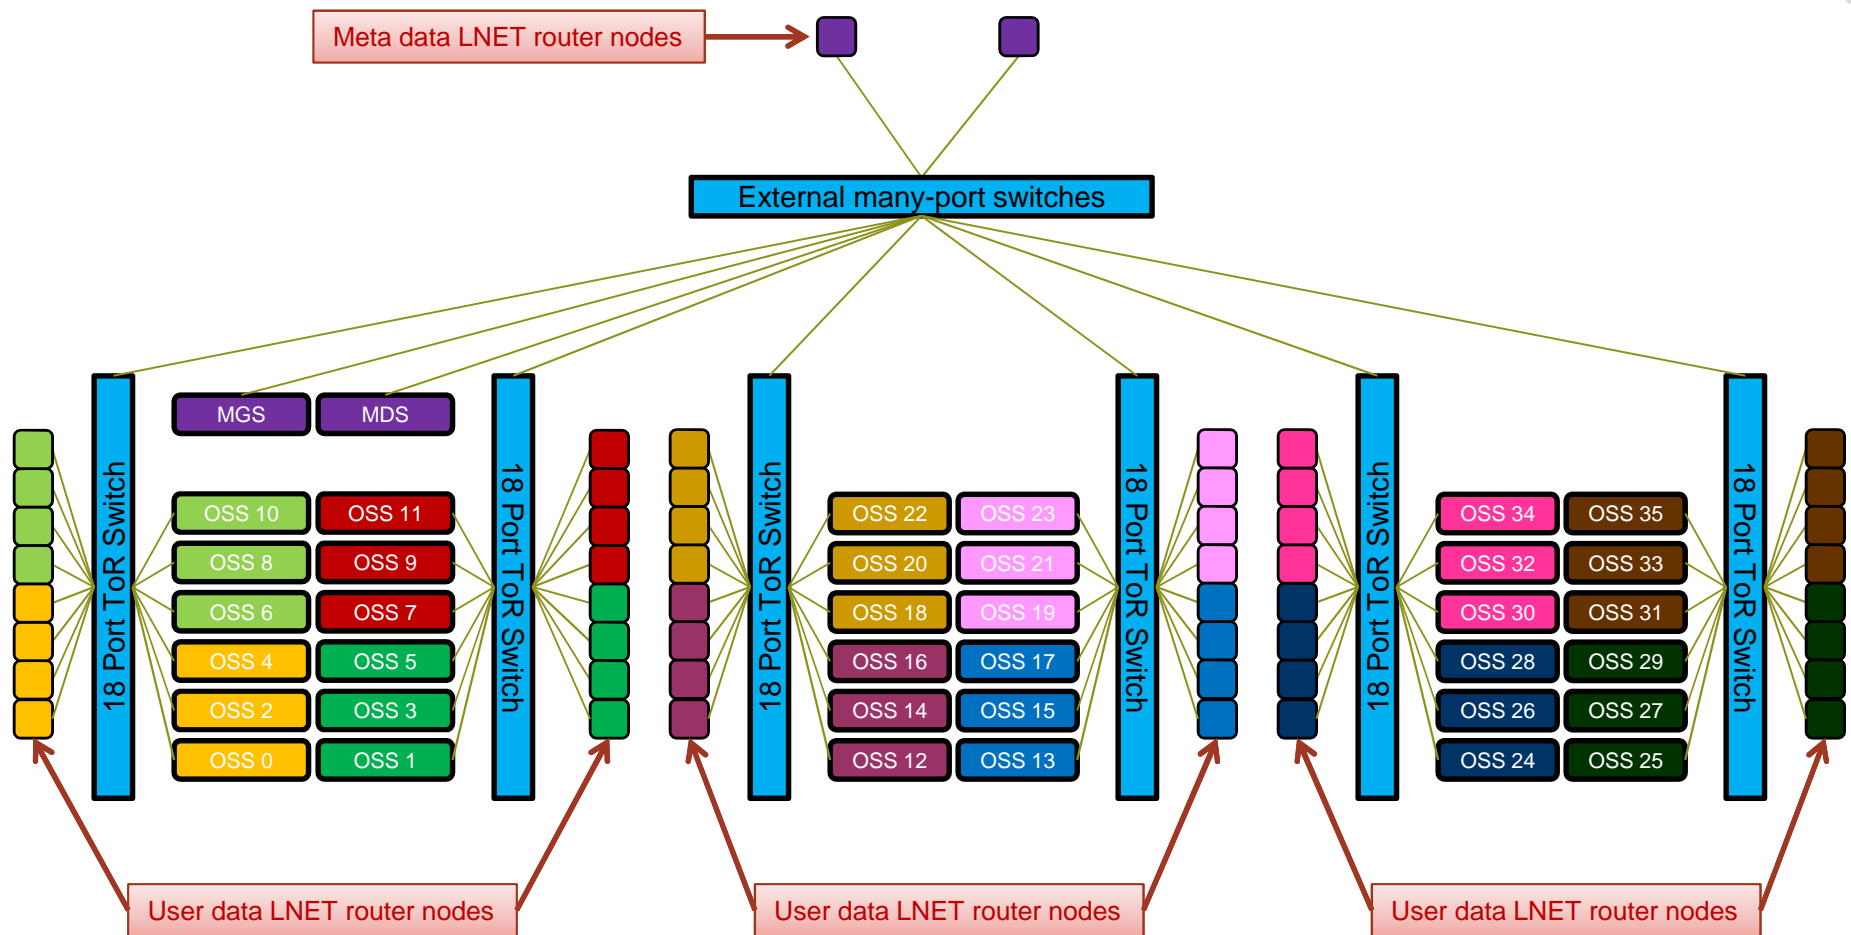 Meta data LNET router nodes
External many-port switches
18 Port ToR Switch
MGS
MDS
OSS 10
OSS 11
OSS 8
OSS 9
OSS 6
OSS 7
OSS 4
OSS 5
OSS 2
OSS 3
OSS 0
OSS 1
18 Port ToR Switch
18 Port ToR Switch
OSS 22
OSS 23
OSS 20
OSS 21
OSS 18
OSS 19
OSS 16
OSS 17
OSS 14
OSS 15
OSS 12
OSS 13
18 Port ToR Switch
18 Port ToR Switch
OSS 34
OSS 35
OSS 32
OSS 33
OSS 30
OSS 31
OSS 28
OSS 29
OSS 26
OSS 27
OSS 24
OSS 25
18 Port ToR Switch
User data LNET router nodes
User data LNET router nodes
User data LNET router nodes